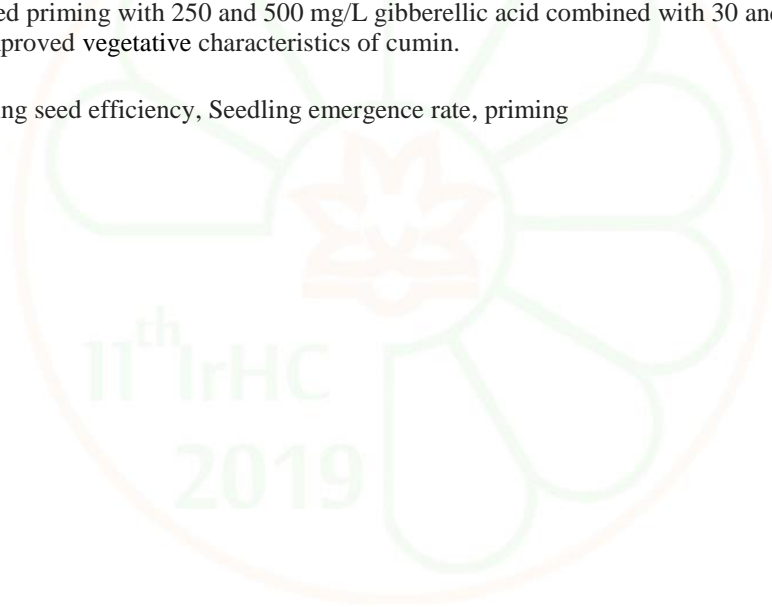 ed priming with 250 and 500 mg/L gibberellic acid combined with 30 and
proved vegetative characteristics of cumin.
ng seed efficiency, Seedling emergence rate, priming
11th IrHC
2019